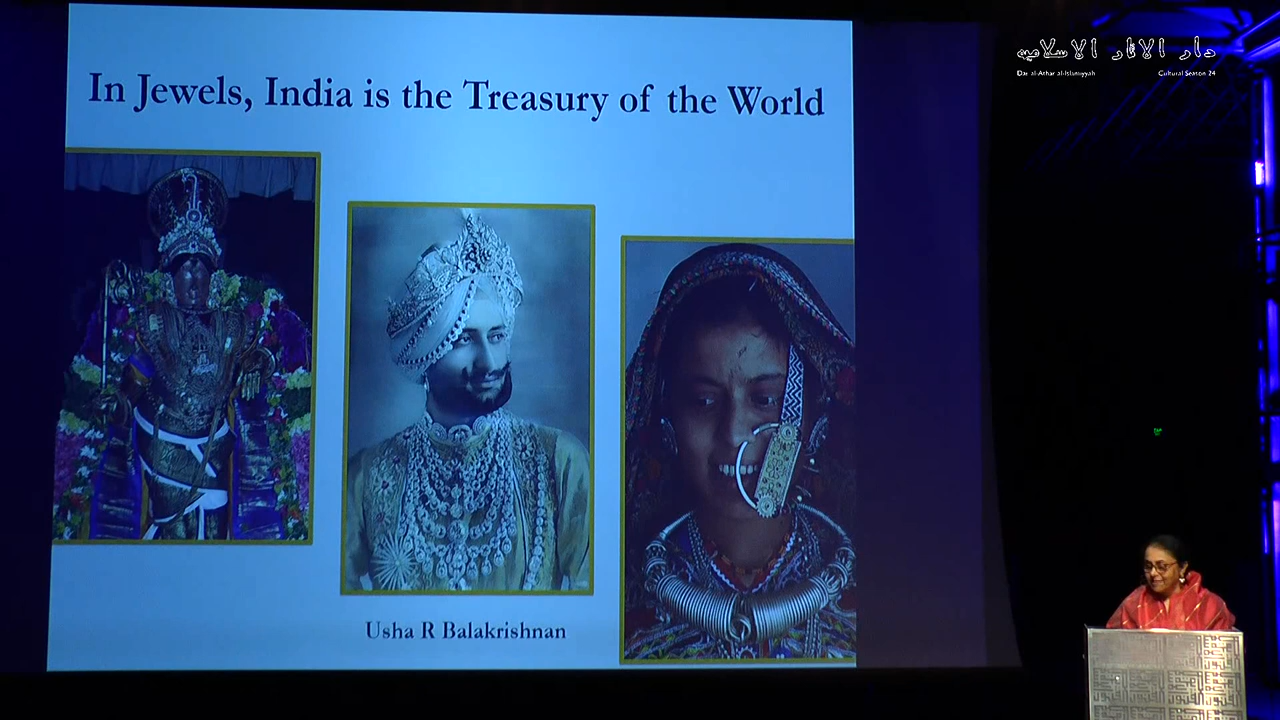 In Jewels, India is the Treasury of the World
Usha R Balakrishnan
دار الآثار الاسلاميه
Dar al-Athar al-Islamiyyah
Cultural Season 24